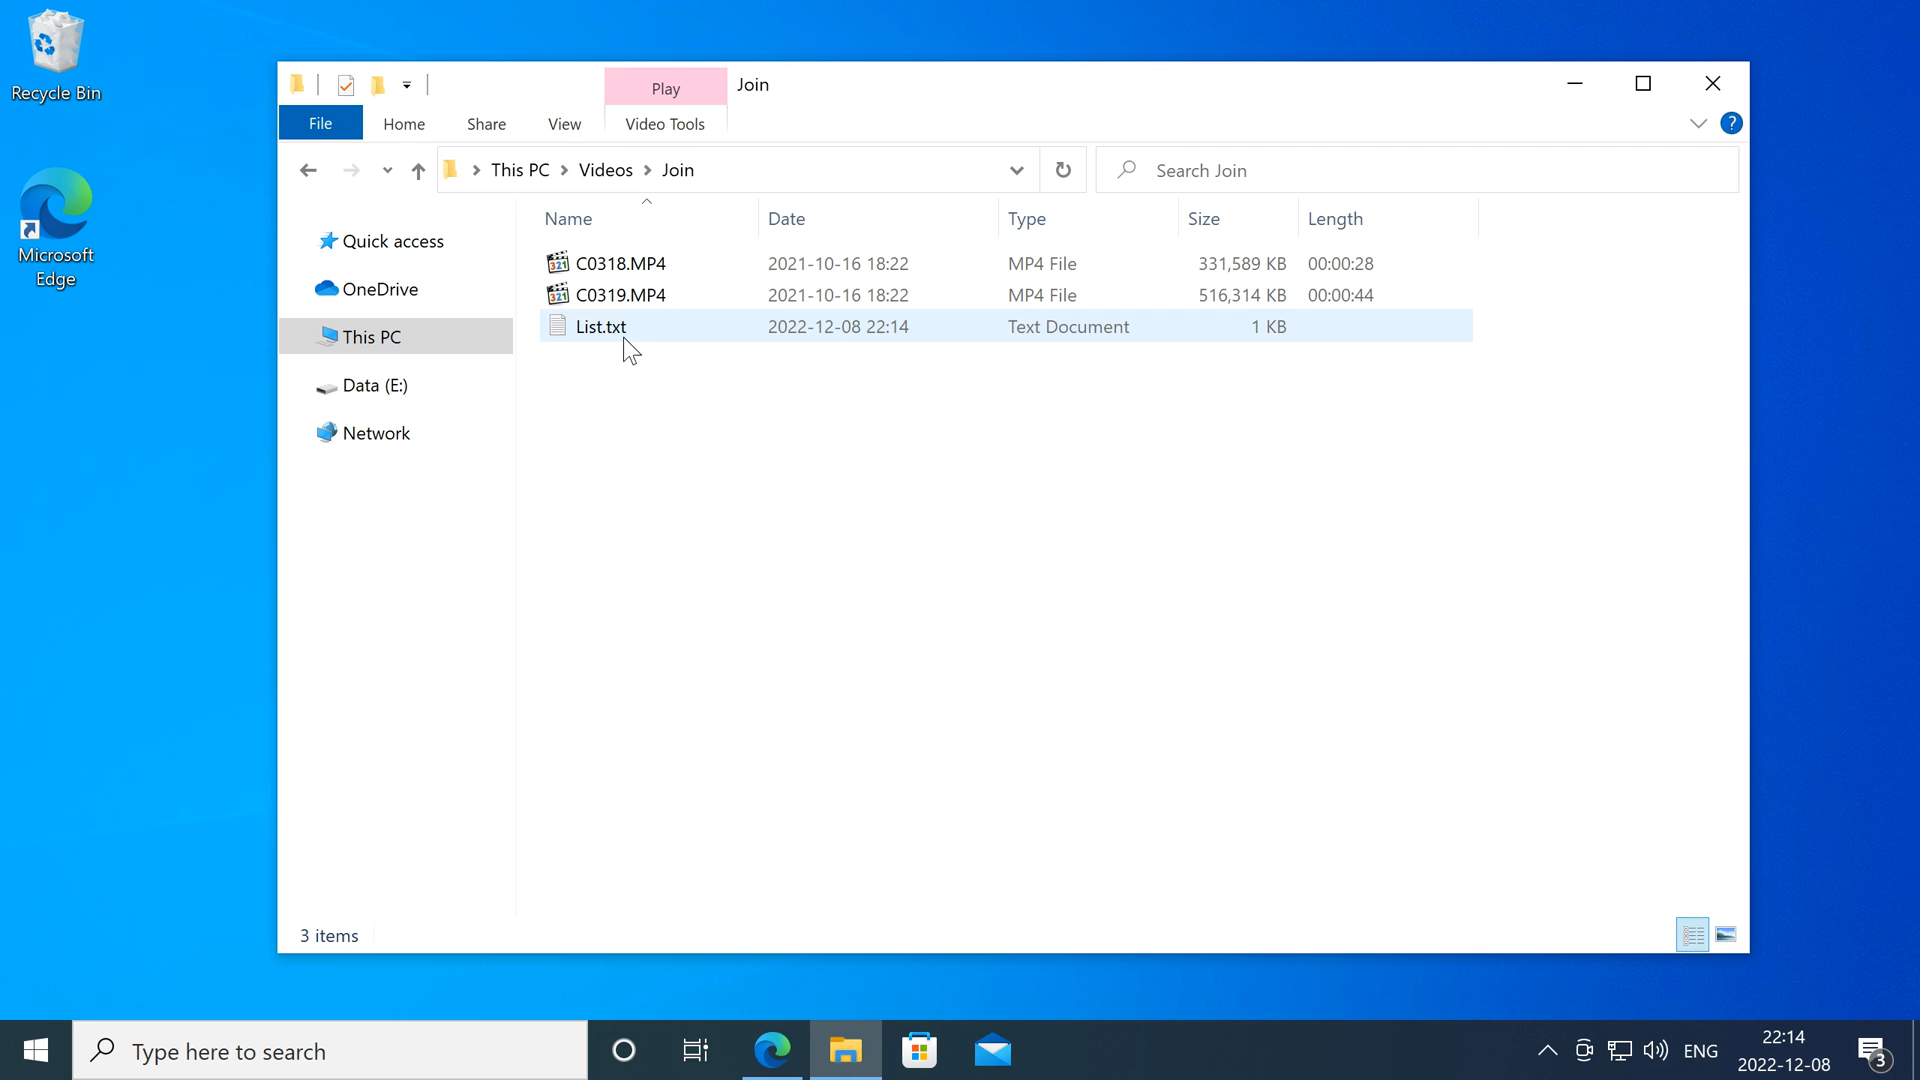 Recycle Bin
Microsoft
Edge
Play
Join
File
Home
Share
View
Video Tools
?
This PC
Videos
Join
Search Join
Name
Date
Type
Size
Length
Quick access
OneDrive
This PC
Data (E:)
Network
321 C0318.MP4 2021-10-16 18:22 MP4 File 331,589 KB 00:00:28
321 C0319.MP4 2021-10-16 18:22 MP4 File 516,314 KB 00:00:44
List.txt 2022-12-08 22:14 Text Document 1 KB
3 items
Type here to search
ENG
22:14
2022-12-08
3